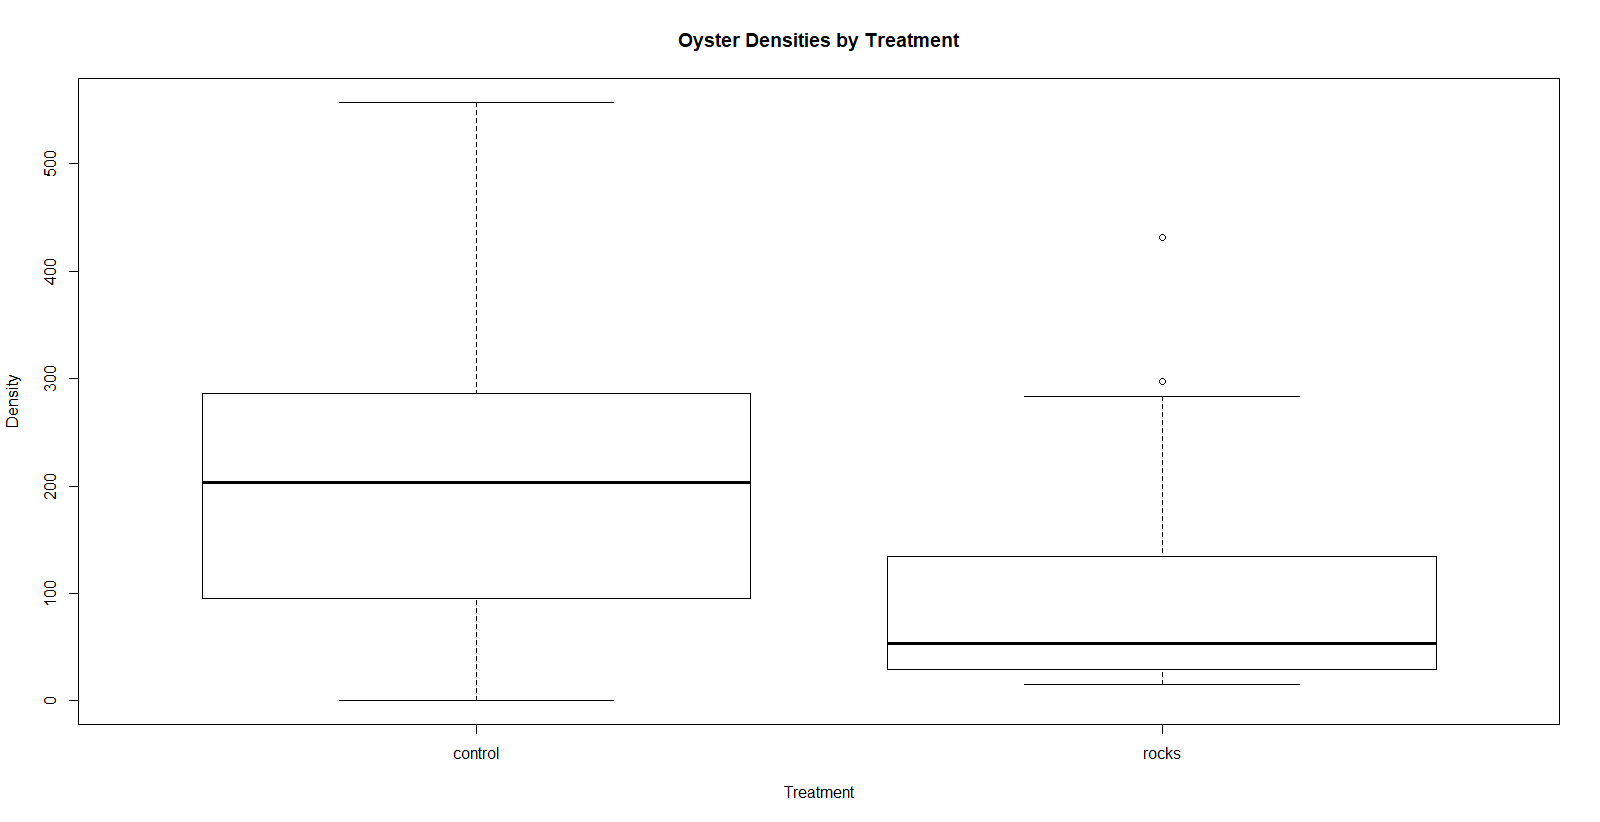 Oyster Densities by Treatment
500
400
300
200
100
0
Density
control
rocks
Treatment